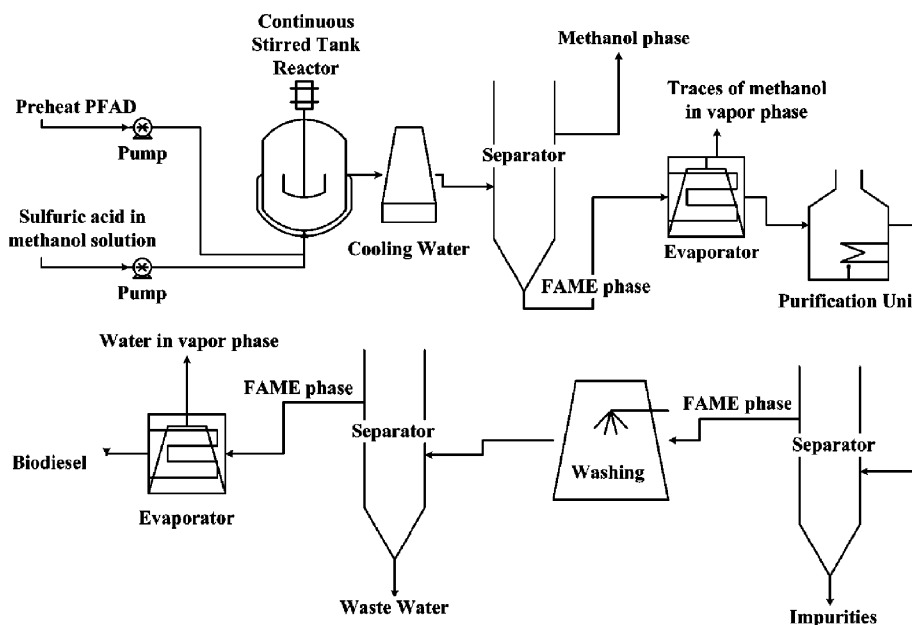 Continuous
Stirred Tank
Reactor
Methanol phase
Preheat PFAD
Pump
Traces of methanol
in vapor phase
Separator
Sulfuric acid in
methanol solution
Pump
Cooling Water
Evaporator
FAME phase
Purification Uni
Water in vapor phase
FAME phase
Separator
Biodiesel
Evaporator
Waste Water
Washing
FAME phase
Separator
Impurities